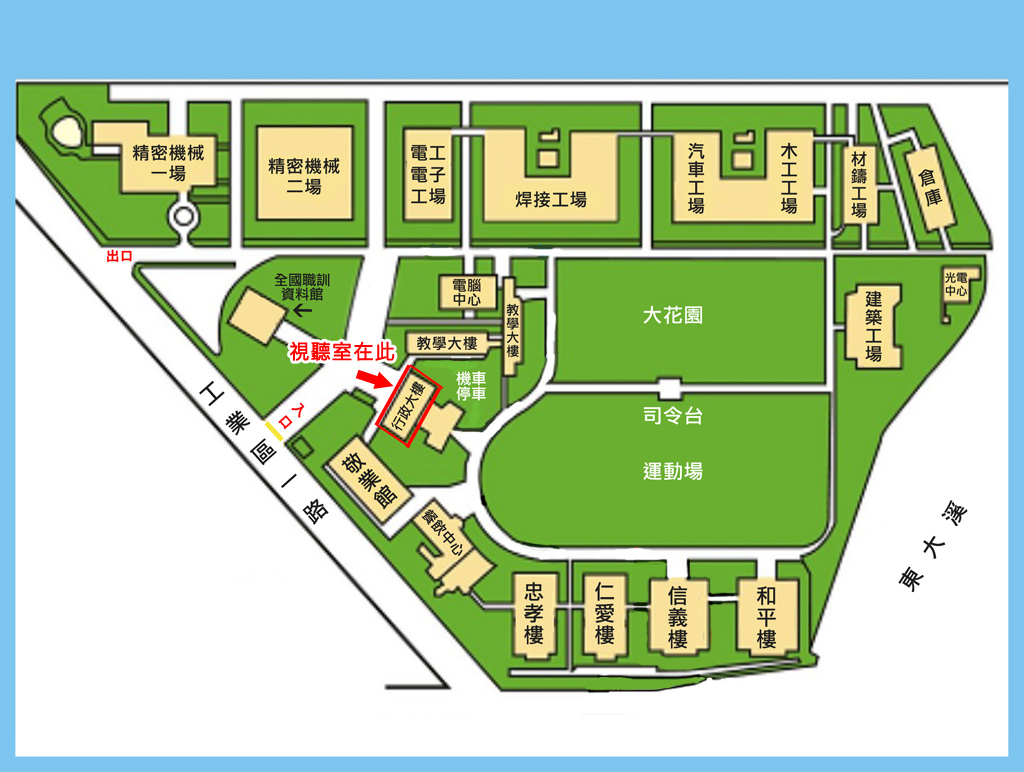 精密機械
一場
精密機械
二場
電工
電子
工場
焊接工場
汽車工場
木工工場
材鑄工場
倉庫
出口
全國職訓
資料館
←
電腦
中心
教學大樓
教學大樓
大花園
建築工場
光電
中心
視聽室在此
機車
停車
行政大樓
司令台
運動場
入口
工業區一路
敬業館
中心
東大溪
忠孝樓
仁愛樓
信義樓
和平樓